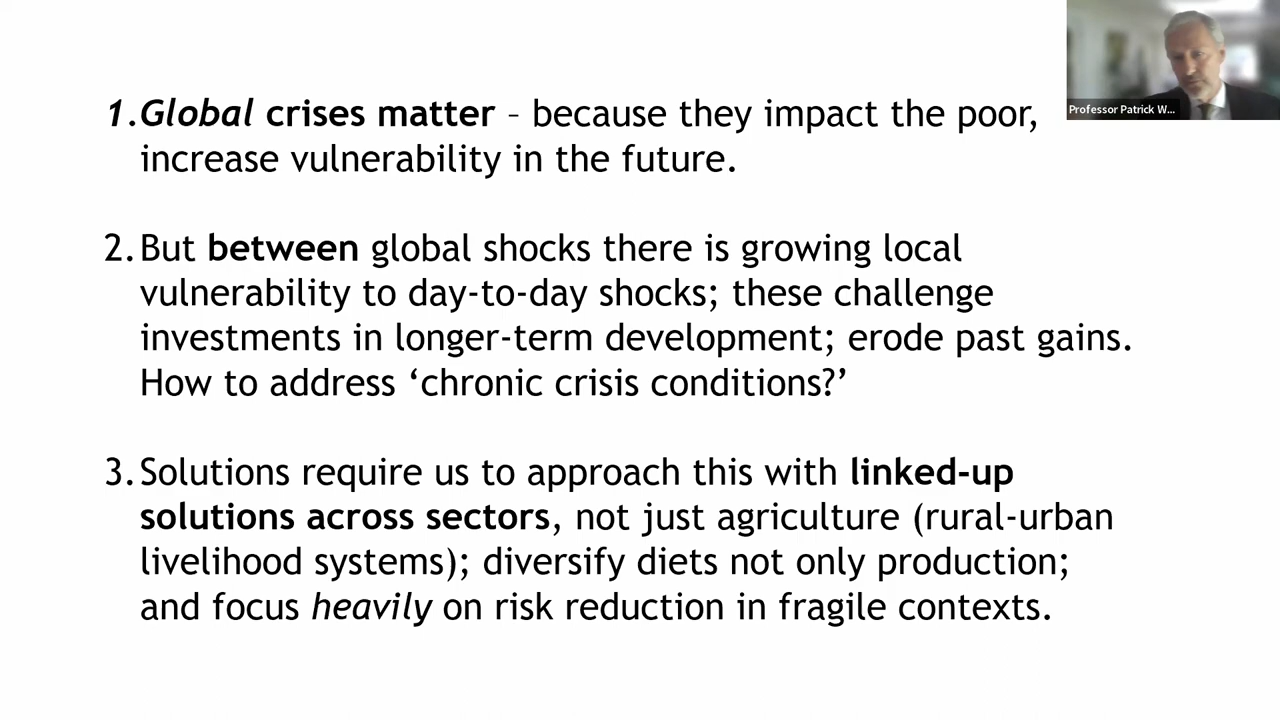 Professor Patrick W...
1. Global crises matter – because they impact the poor,
increase vulnerability in the future.
2. But between global shocks there is growing local
vulnerability to day-to-day shocks; these challenge
investments in longer-term development; erode past gains.
How to address ‘chronic crisis conditions?’
3. Solutions require us to approach this with linked-up
solutions across sectors, not just agriculture (rural-urban
livelihood systems); diversify diets not only production;
and focus heavily on risk reduction in fragile contexts.